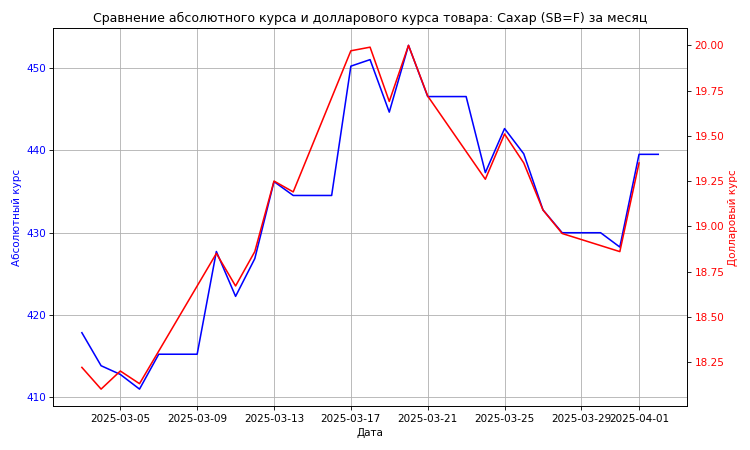 Сравнение абсолютного курса и долларового курса товара: Сахар (SB=F) за месяц
Абсолютный курс
450
440
430
420
410
20.00
19.75
19.50
19.25
19.00
18.75
18.50
18.25
Долларовый курс
2025-03-05 2025-03-09 2025-03-13 2025-03-17 2025-03-21 2025-03-25 2025-03-29 2025-04-01
Дата